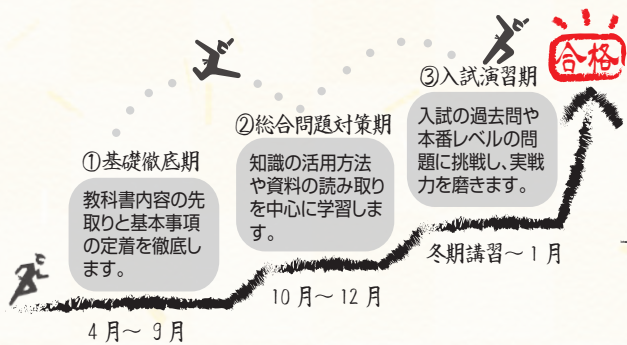 合格
③入試演習期
入試の過去問や
本番レベルの問
題に挑戦し、実戦
力を磨きます。
冬期講習～1月
②総合問題対策期
知識の活用方法
や資料の読み取り
を中心に学習しま
す。
10月～12月
①基礎徹底期
教科書内容の先
取りと基本事項
の定着を徹底し
ます。
4月～9月